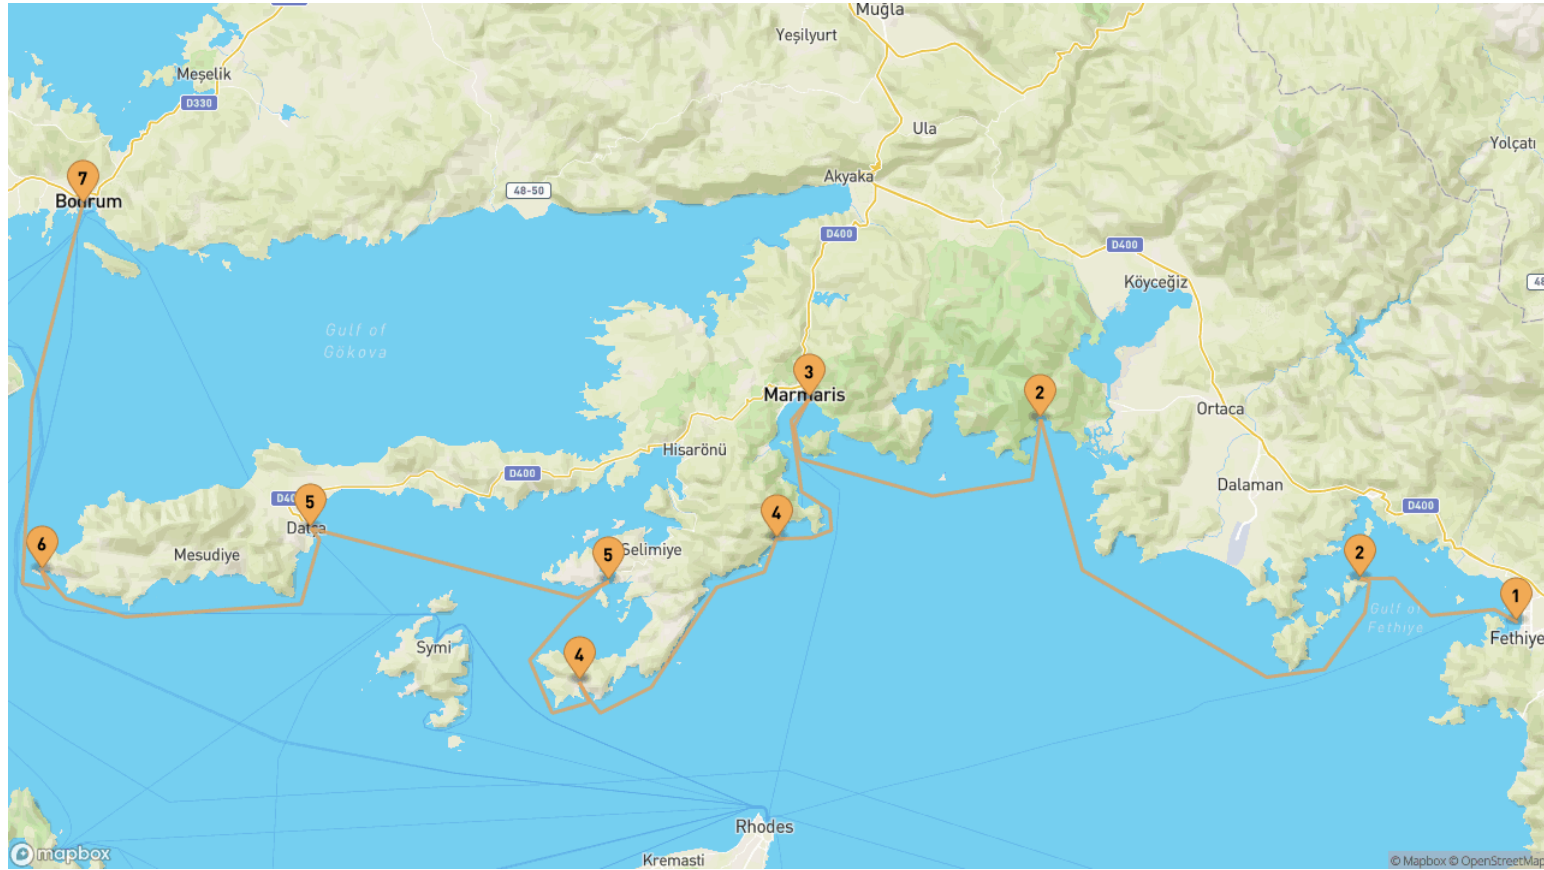 Muğla
Yeşilyurt
Meşelik
D330
Ula
Yolçatı
7
Bodrum
48-50
Akyaka
D400
D400
Köyceğiz
48
Gulf of
Gökova
3
Marmaris
2
Ortaca
Hisarönü
D400
D40
5
Datça
4
Dalaman
D400
6
Mesudiye
5
Selimiye
2
1
Gulf of
Fethiye
Fethiye
Symi
4
Rhodes
Kremasti
mapbox
© Mapbox © OpenStreetMap